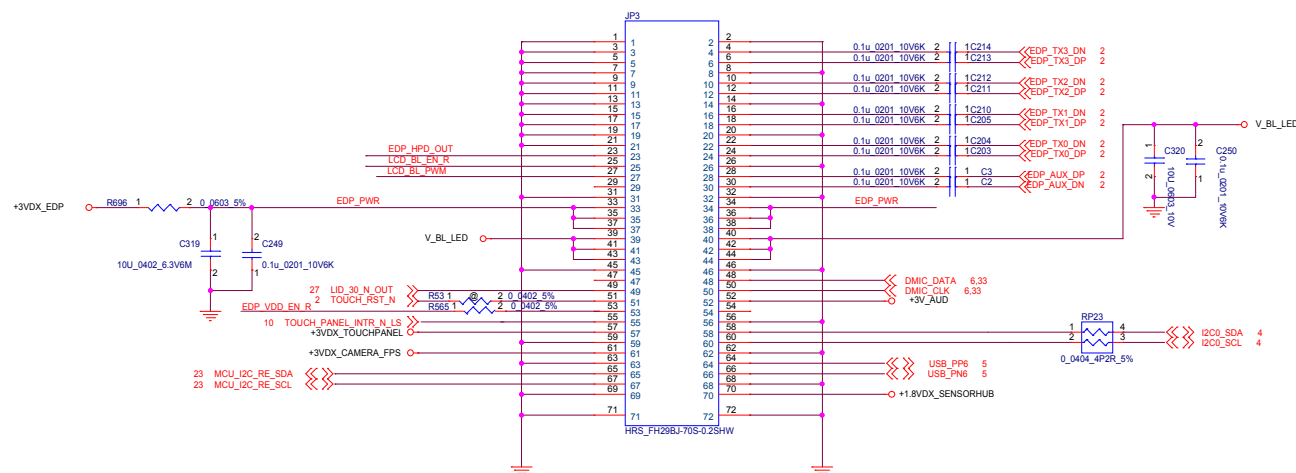 JP3
1 1 2 2
3 3 4 4 0.1u_0201_10V6K 2 1 C214 EDP_TX3_DN 2
5 5 6 6 0.1u_0201_10V6K 2 1 C213 EDP_TX3_DP 2
7 7 8 8
9 9 10 10 0.1u_0201_10V6K 2 1 C212 EDP_TX2_DN 2
11 11 12 12 0.1u_0201_10V6K 2 1 C211 EDP_TX2_DP 2
13 13 14 14
15 15 16 16 0.1u_0201_10V6K 2 1 C210 EDP_TX1_DN 2
17 17 18 18 0.1u_0201_10V6K 2 1 C205 EDP_TX1_DP 2
19 19 20 20
21 21 22 22 0.1u_0201_10V6K 2 1 C204 EDP_TX0_DN 2
EDP_HPD_OUT 23 23 24 24 0.1u_0201_10V6K 2 1 C203 EDP_TX0_DP 2
LCD_BL_EN_R 25 25 26 26
LCD_BL_PWM 27 27 28 28 0.1u_0201_10V6K 2 1 C3 EDP_AUX_DP 2
29 29 30 30 0.1u_0201_10V6K 2 1 C2 EDP_AUX_DN 2
31 31 32 32
V_BL_LED
1 C320 2 10U_0603_10V
2 C250 1 0.1u_0201_10V6K
+3VDX_EDP R696 1 2 0_0603_5% EDP_PWR 33 33 34 34 EDP_PWR
35 35 36 36
37 37 38 38
V_BL_LED 39 39 40 40
41 41 42 42
43 43 44 44
1 C319 2 10U_0402_6.3V6M
2 C249 1 0.1u_0201_10V6K
45 45 46 46
47 47 48 48 DMIC_DATA 6,33
27 LID_30_N_OUT 49 49 50 50 DMIC_CLK 6,33
2 TOUCH_RST_N R53 1 @ 2 0_0402_5% 51 51 52 52 +3V_AUD
EDP_VDD_EN_R R565 1 2 0_0402_5% 53 53 54 54
10 TOUCH_PANEL_INTR_N_LS 55 55 56 56
+3VDX_TOUCHPANEL 57 57 58 58 1 RP23 4 I2C0_SDA 4
59 59 60 60 2 3 I2C0_SCL 4
0_0404_4P2R_5%
+3VDX_CAMERA_FPS 61 61 62 62
63 63 64 64 USB_PP6 5
23 MCU_I2C_RE_SDA 65 65 66 66 USB_PN6 5
23 MCU_I2C_RE_SCL 67 67 68 68
69 69 70 70 +1.8VDX_SENSORHUB
71 71 72 72
HRS_FH29BJ-70S-0.2SHW